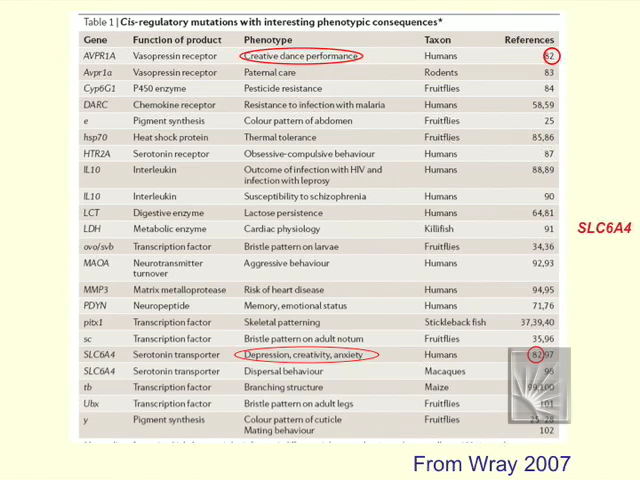 Table 1 | Cis-regulatory mutations with interesting phenotypic consequences*
Gene Function of product Phenotype Taxon References
AVPR1A Vasopressin receptor Creative dance performance Humans 82
Avpr1a Vasopressin receptor Paternal care Rodents 83
Cyp6G1 P450 enzyme Pesticide resistance Fruitflies 84
DARC Chemokine receptor Resistance to infection with malaria Humans 58,59
e Pigment synthesis Colour pattern of abdomen Fruitflies 25
hsp70 Heat shock protein Thermal tolerance Fruitflies 85,86
HTR2A Serotonin receptor Obsessive-compulsive behaviour Humans 87
IL10 Interleukin Outcome of infection with HIV and Humans 88,89
infection with leprosy
IL10 Interleukin Susceptibility to schizophrenia Humans 90
LCT Digestive enzyme Lactose persistence Humans 64,81
LDH Metabolic enzyme Cardiac physiology Killifish 91
SLC6A4
ovo/svb Transcription factor Bristle pattern on larvae Fruitflies 34,36
MAOA Neurotransmitter Aggressive behaviour Humans 92,93
turnover
MMP3 Matrix metalloprotease Risk of heart disease Humans 94,95
PDYN Neuropeptide Memory, emotional status Humans 71,76
pitx1 Transcription factor Skeletal patterning Stickleback fish 37,39,40
sc Transcription factor Bristle pattern on adult notum Fruitflies 35,96
SLC6A4 Serotonin transporter Depression, creativity, anxiety Humans 82,97
SLC6A4 Serotonin transporter Dispersal behaviour Macaques 98
tb Transcription factor Branching structure Maize 99,100
Ubx Transcription factor Bristle pattern on adult legs Fruitflies 101
y Pigment synthesis Colour pattern of cuticle Fruitflies 25–28
Mating behaviour 102
From Wray 2007